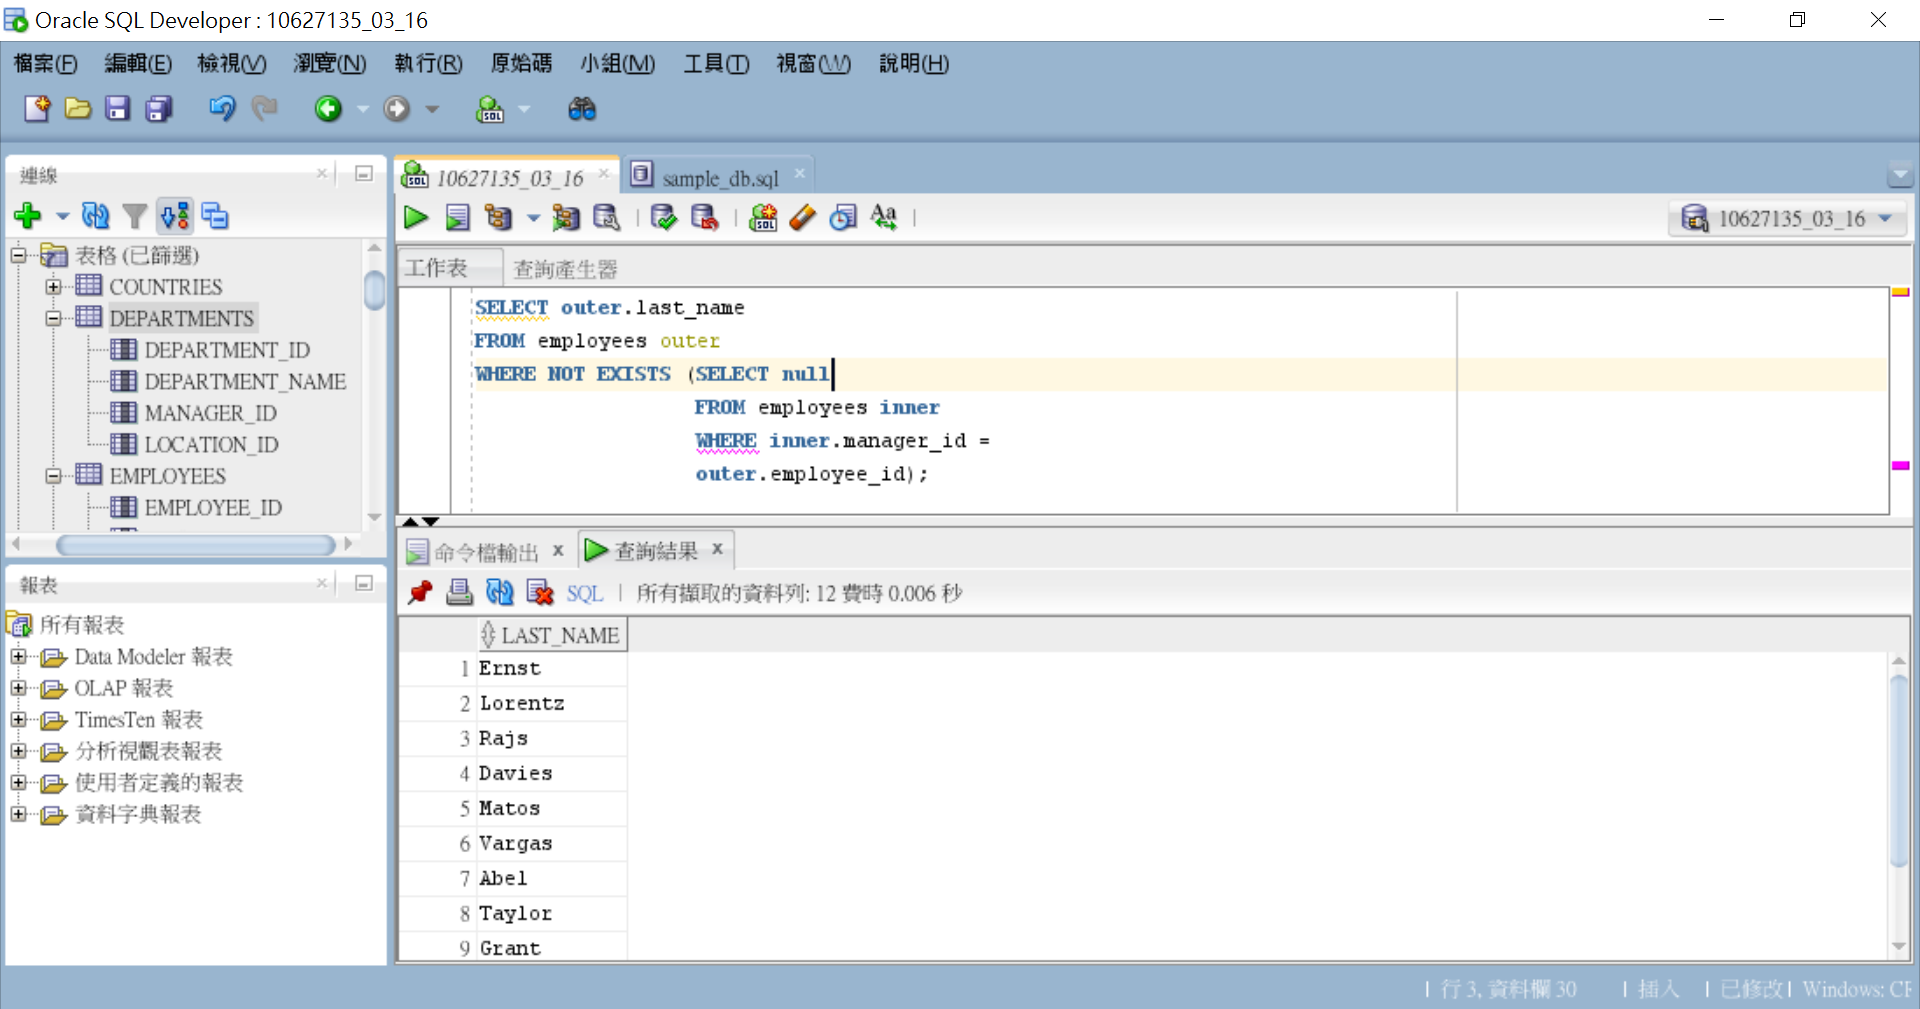 Oracle SQL Developer : 10627135_03_16
檔案(F) 編輯(E) 檢視(V) 瀏覽(N) 執行(R) 原始碼 小組(M) 工具(T) 視窗(W) 說明(H)
連線
表格 (已篩選)
COUNTRIES
DEPARTMENTS
DEPARTMENT_ID
DEPARTMENT_NAME
MANAGER_ID
LOCATION_ID
EMPLOYEES
EMPLOYEE_ID
報表
所有報表
Data Modeler 報表
OLAP 報表
TimesTen 報表
分析視觀表報表
使用者定義的報表
資料字典報表
10627135_03_16 sample_db.sql
10627135_03_16
工作表 查詢產生器
SELECT outer.last_name
FROM employees outer
WHERE NOT EXISTS (SELECT null
FROM employees inner
WHERE inner.manager_id =
outer.employee_id);
命令檔輸出 查詢結果
SQL | 所有擷取的資料列: 12 費時 0.006 秒
LAST_NAME
1 Ernst
2 Lorentz
3 Rajs
4 Davies
5 Matos
6 Vargas
7 Abel
8 Taylor
9 Grant
行 3, 資料欄 30 | 插入 | 已修改 | Windows: CF